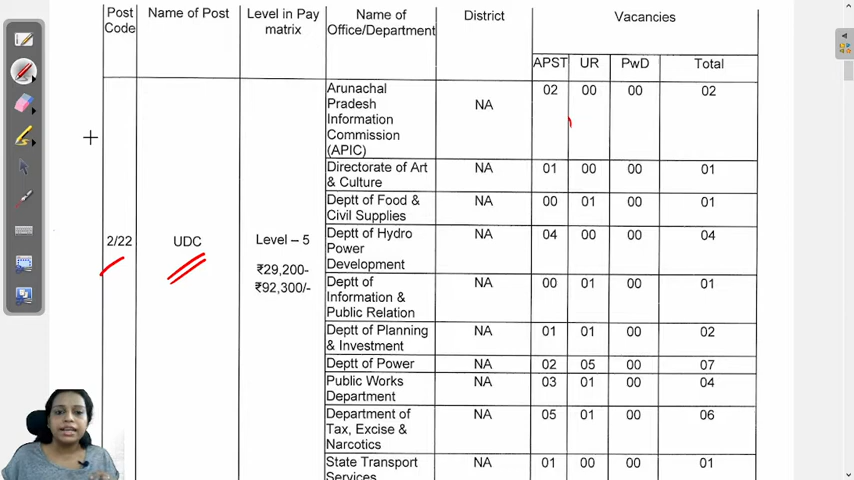 Post Code
Name of Post
Level in Pay matrix
Name of Office/Department
District
Vacancies
APST
UR
PwD
Total
2/22
UDC
Level – 5
₹29,200-
₹92,300/-
Arunachal Pradesh Information Commission (APIC)
NA 02 00 00 02
Directorate of Art & Culture
NA 01 00 00 01
Deptt of Food & Civil Supplies
NA 00 01 00 01
Deptt of Hydro Power Development
NA 04 00 00 04
Deptt of Information & Public Relation
NA 00 01 00 01
Deptt of Planning & Investment
NA 01 01 00 02
Deptt of Power
NA 02 05 00 07
Public Works Department
NA 03 01 00 04
Department of Tax, Excise & Narcotics
NA 05 01 00 06
State Transport Services
NA 01 00 00 01